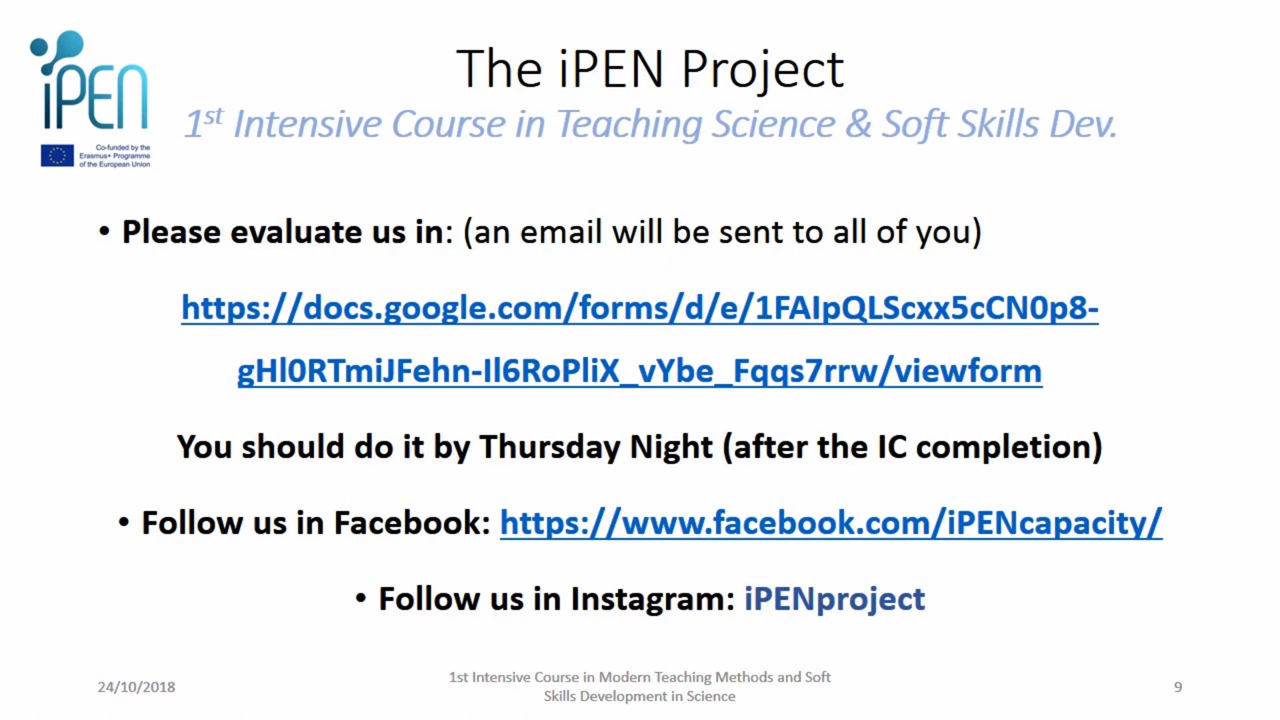 iPEN
Co-funded by the
Erasmus+ Programme
of the European Union
The iPEN Project
1st Intensive Course in Teaching Science & Soft Skills Dev.
• Please evaluate us in: (an email will be sent to all of you)
https://docs.google.com/forms/d/e/1FAIpQLScxx5cCN0p8-
gHl0RTmiJFehn-Il6RoPliX_vYbe_Fqqs7rrw/viewform
You should do it by Thursday Night (after the IC completion)
• Follow us in Facebook: https://www.facebook.com/iPENcapacity/
• Follow us in Instagram: iPENproject
24/10/2018
1st Intensive Course in Modern Teaching Methods and Soft
Skills Development in Science
9